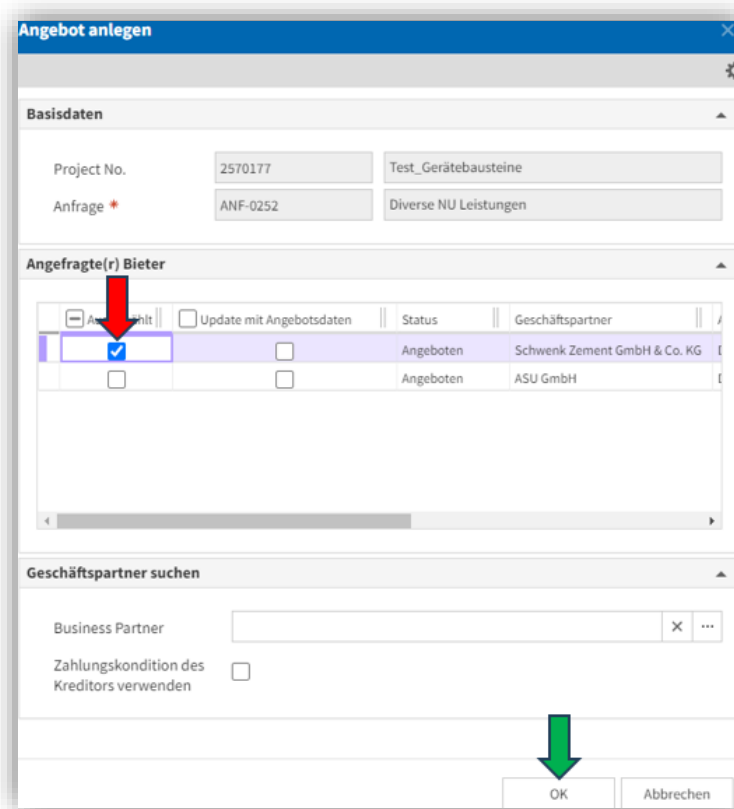 Angebot anlegen
Basisdaten
Project No. 2570177 Test_Gerätebausteine
Anfrage * ANF-0252 Diverse NU Leistungen
Angefragte(r) Bieter
Update mit Angebotsdaten Status Geschäftspartner
Angeboten Schwenk Zement GmbH & Co. KG
Angeboten ASU GmbH
Geschäftspartner suchen
Business Partner
Zahlungskondition des
Kreditors verwenden
OK Abbrechen